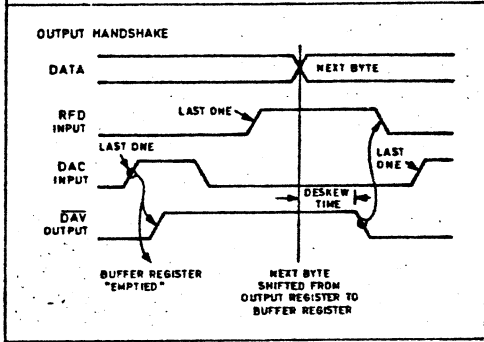 OUTPUT HANDSHAKE
DATA
NEXT BYTE
RFD
INPUT
LAST ONE
LAST ONE
DAC
INPUT
LAST
ONE
DESKEW
TIME
DAV
OUTPUT
BUFFER REGISTER
"EMPTIED"
NEXT BYTE
SHIFTED FROM
OUTPUT REGISTER TO
BUFFER REGISTER